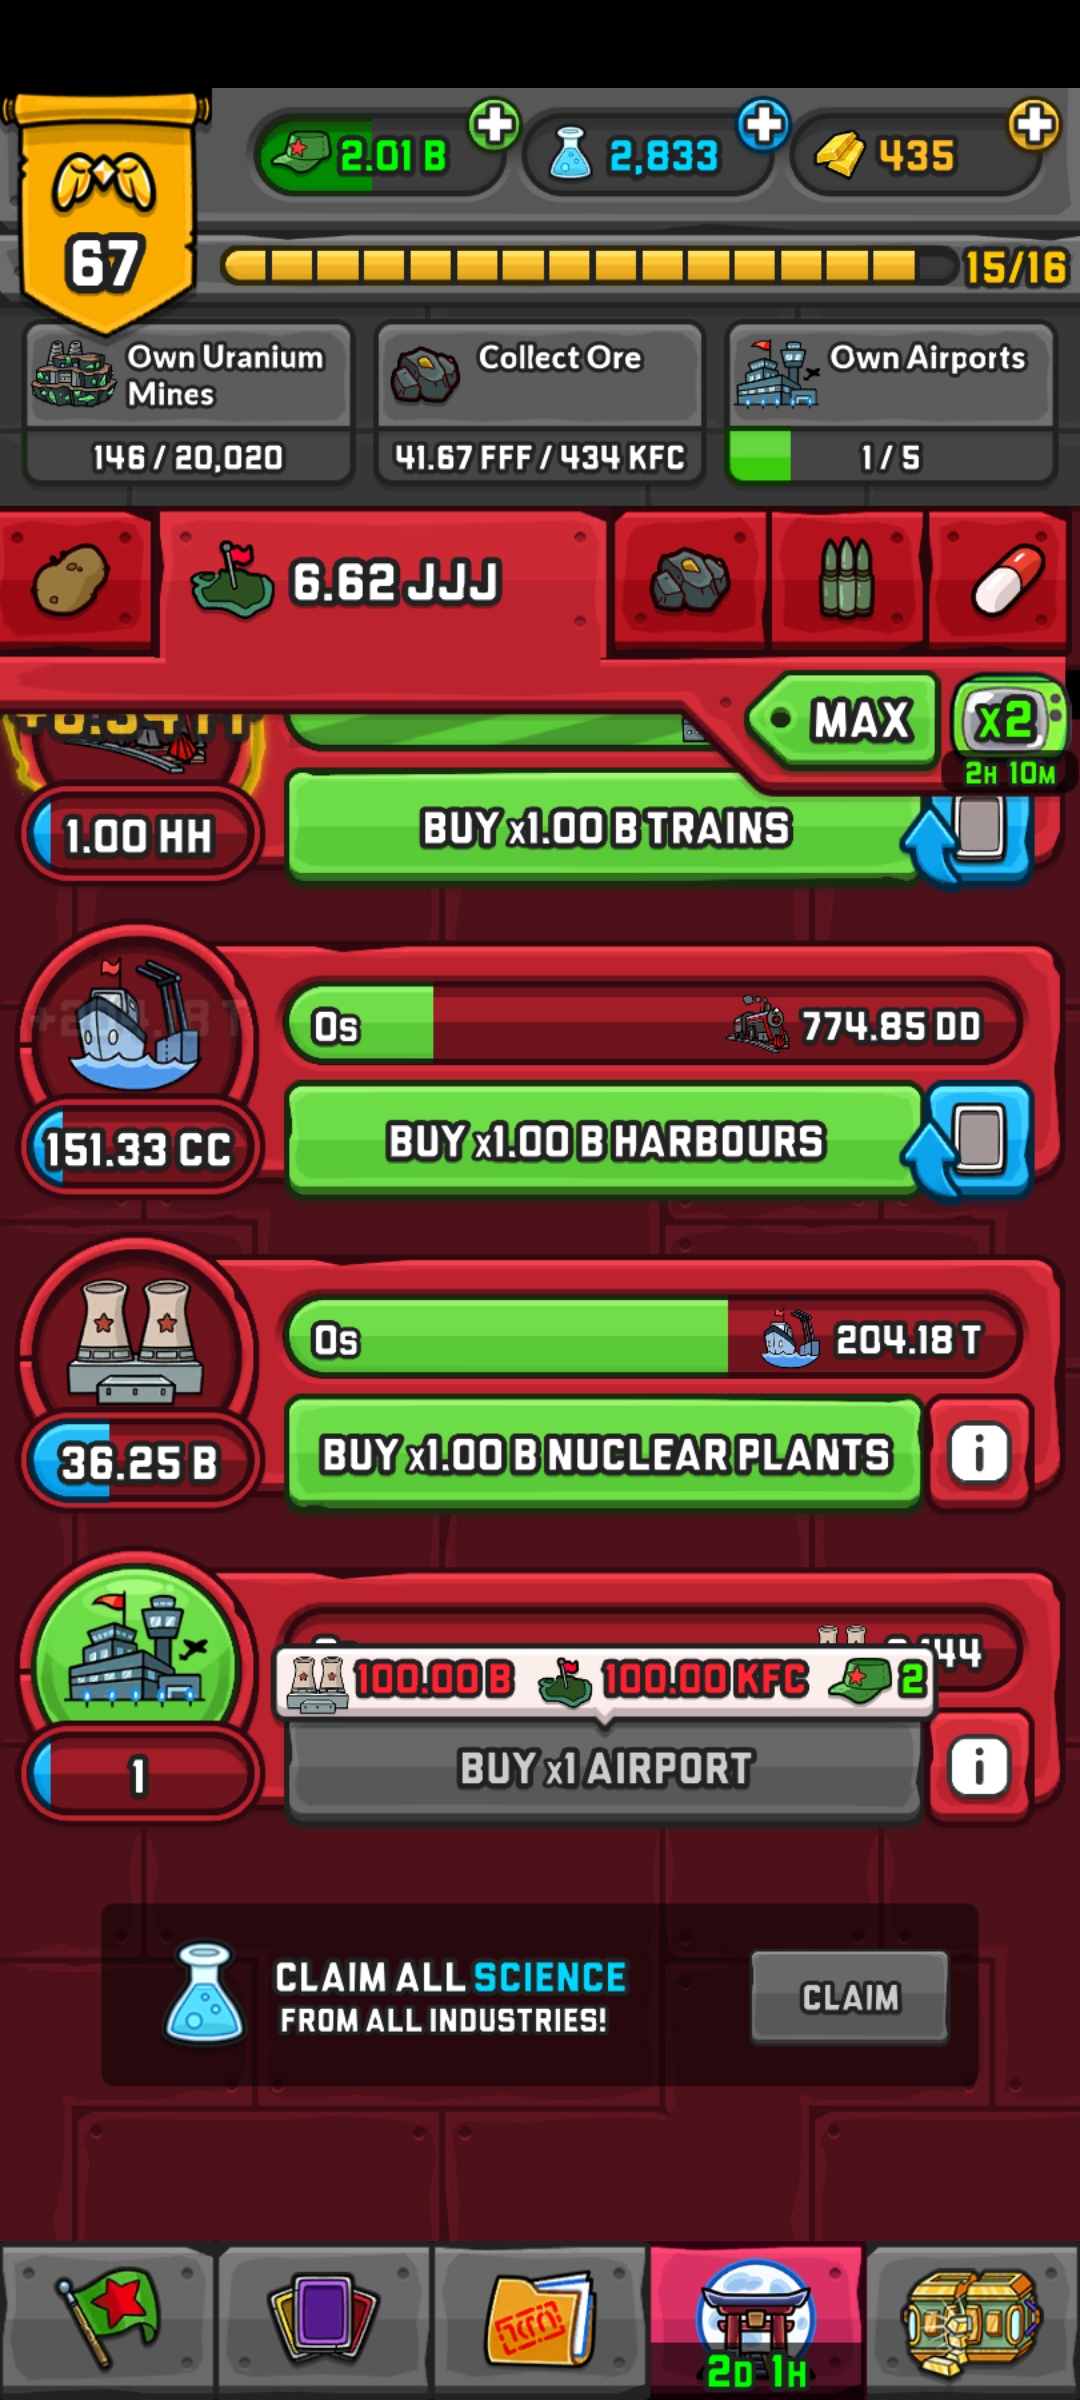 2.01 B
2,833
435
67
15/16
Own Uranium
Mines
146 / 20,020
Collect Ore
41.67 FFF / 434 KFC
Own Airports
1 / 5
6.62 JJJ
MAX
x2
2H 10M
1.00 HH
BUY x1.00 B TRAINS
0s
774.85 DD
151.33 CC
BUY x1.00 B HARBOURS
0s
204.18 T
36.25 B
BUY x1.00 B NUCLEAR PLANTS
100.00 B
100.00 KFC
2
1
BUY x1 AIRPORT
i
i
CLAIM ALL SCIENCE
FROM ALL INDUSTRIES!
CLAIM
2D 1H